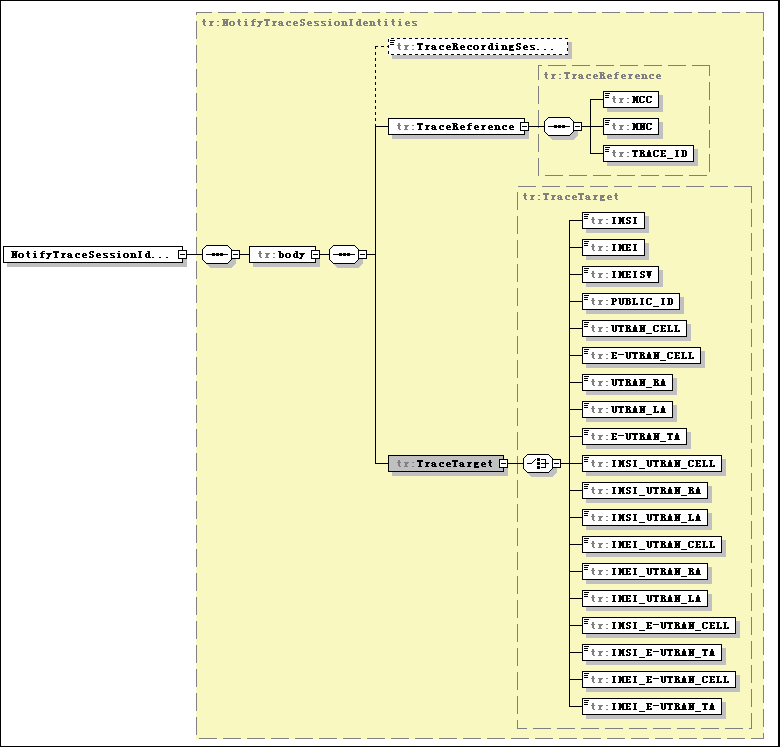 tr:NotifyTraceSessionIdentities
tr:TraceRecordingSes...
tr:TraceReference
tr:MCC
tr:TraceReference
tr:MNC
tr:TRACE_ID
tr:TraceTarget
tr:IMSI
NotifyTraceSessionId...
tr:body
tr:IMEI
tr:IMEISV
tr:PUBLIC_ID
tr:UTRAN_CELL
tr:E-UTRAN_CELL
tr:UTRAN_RA
tr:UTRAN_LA
tr:E-UTRAN_TA
tr:TraceTarget
tr:IMSI_UTRAN_CELL
tr:IMSI_UTRAN_RA
tr:IMSI_UTRAN_LA
tr:IMEI_UTRAN_CELL
tr:IMEI_UTRAN_RA
tr:IMEI_UTRAN_LA
tr:IMSI_E-UTRAN_CELL
tr:IMSI_E-UTRAN_TA
tr:IMEI_E-UTRAN_CELL
tr:IMEI_E-UTRAN_TA